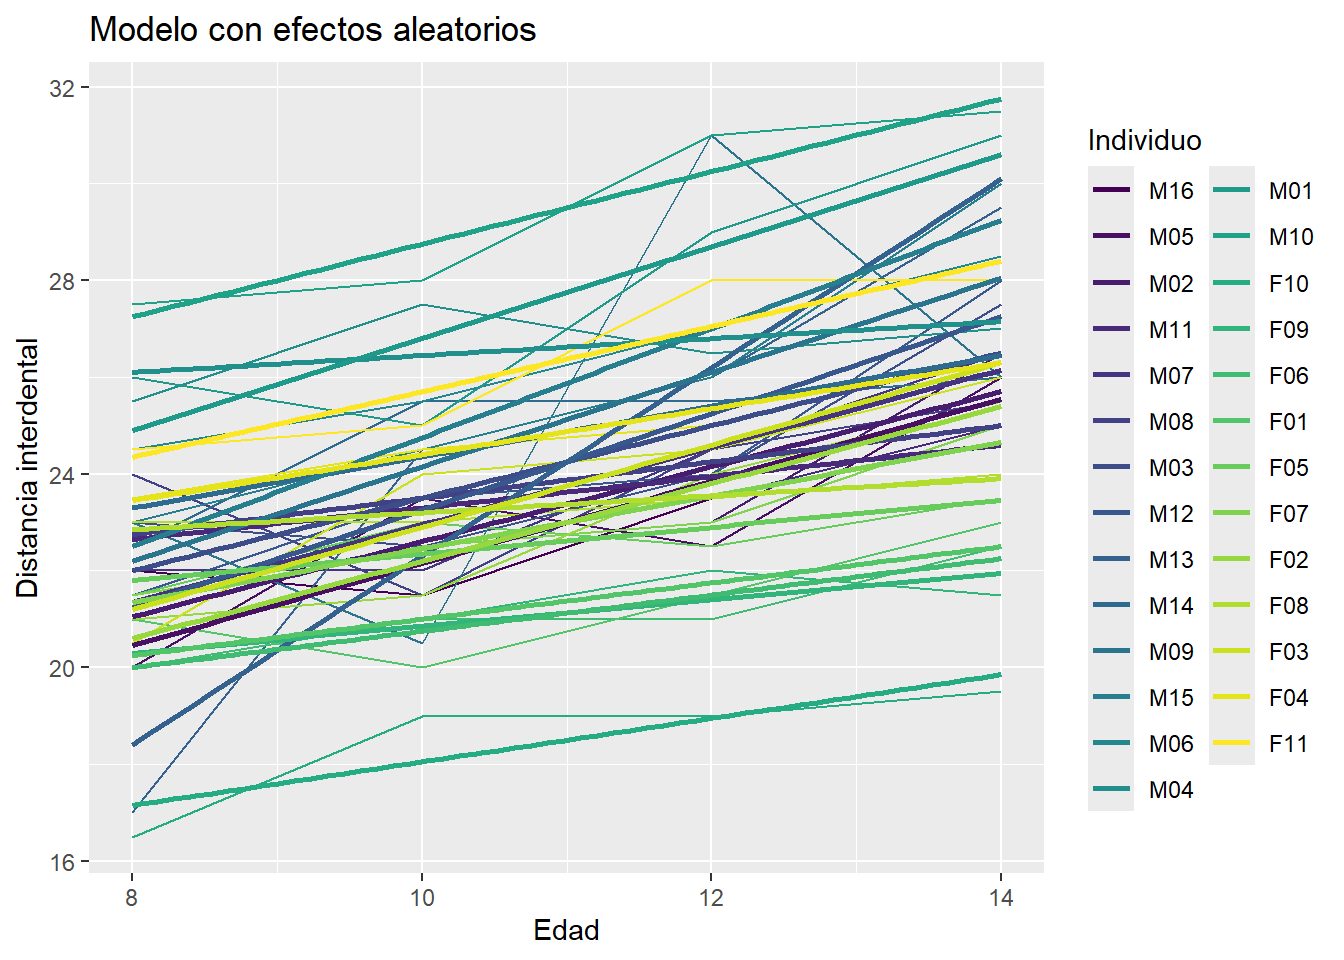 Modelo con efectos aleatorios
Distancia interdental
32
28
24
20
16
8
10
12
14
Edad
Individuo
M16
M05
M02
M11
M07
M08
M03
M12
M13
M14
M09
M15
M06
M04
M01
M10
F10
F09
F06
F01
F05
F07
F02
F08
F03
F04
F11